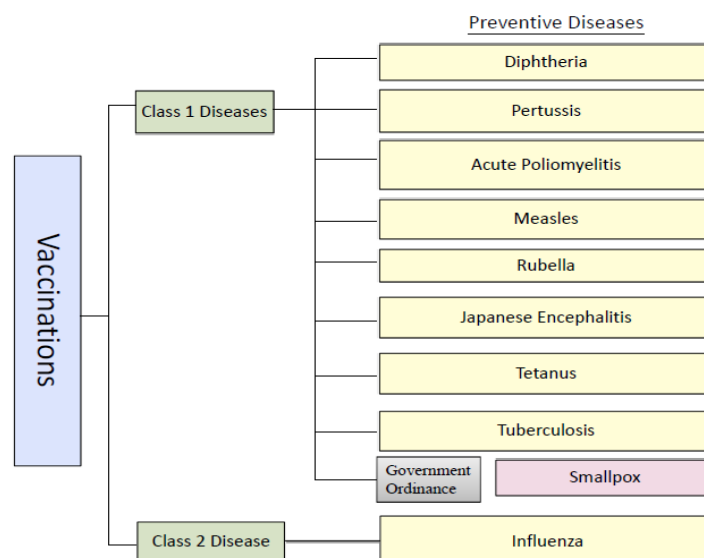 Preventive Diseases
Diphtheria
Class 1 Diseases
Pertussis
Acute Poliomyelitis
Measles
Rubella
Vaccinations
Japanese Encephalitis
Tetanus
Tuberculosis
Government
Ordinance
Smallpox
Class 2 Disease
Influenza